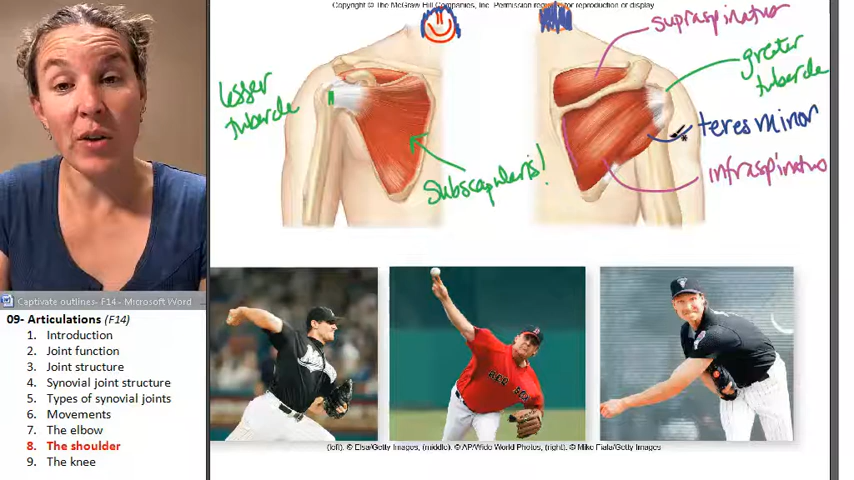 Copyright © The McGraw Hill Companies, Inc. Permission required for reproduction or display
supraspinatus
lesser
tubercle
greater
tubercle
teres minor
Subscapularis!
infraspinatus
Captivate outlines- F14 - Microsoft Word
09- Articulations (F14)
1. Introduction
2. Joint function
3. Joint structure
4. Synovial joint structure
5. Types of synovial joints
6. Movements
7. The elbow
8. The shoulder
9. The knee
RED SOX
(left). © Elsa/Getty Images, (middle). © AP/Wide World Photos, (right). © Mike Fiala/Getty Images